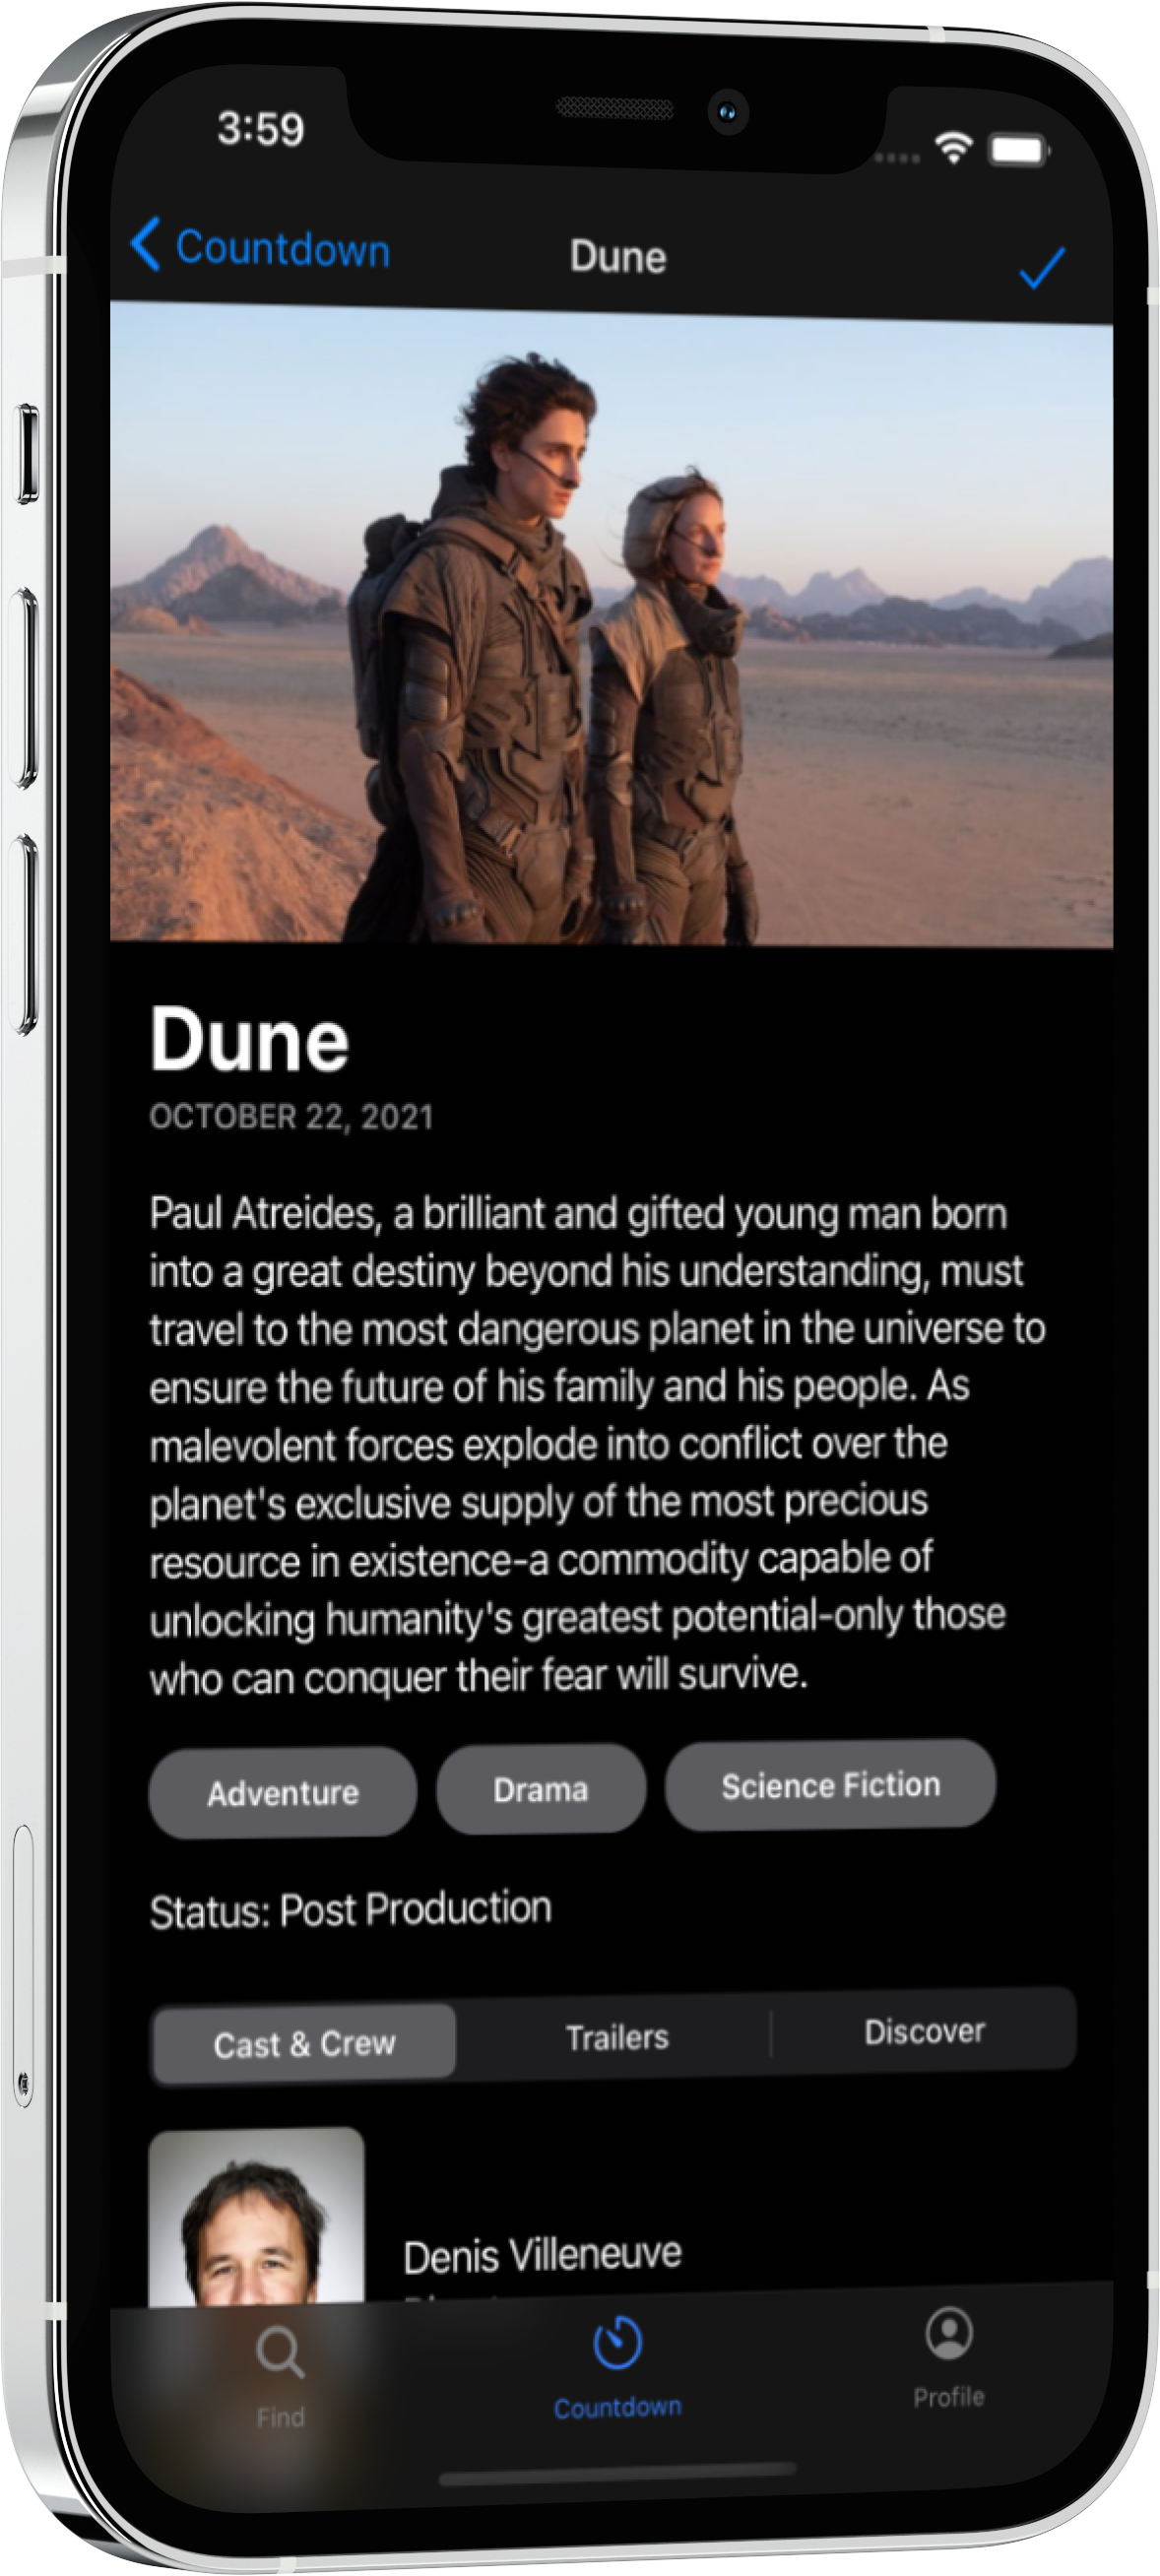 3:59
Countdown
Dune
Dune
OCTOBER 22, 2021
Paul Atreides, a brilliant and gifted young man born
into a great destiny beyond his understanding, must
travel to the most dangerous planet in the universe to
ensure the future of his family and his people. As
malevolent forces explode into conflict over the
planet's exclusive supply of the most precious
resource in existence-a commodity capable of
unlocking humanity's greatest potential-only those
who can conquer their fear will survive.
Adventure Drama Science Fiction
Status: Post Production
Cast & Crew Trailers Discover
Denis Villeneuve
Find Countdown Profile